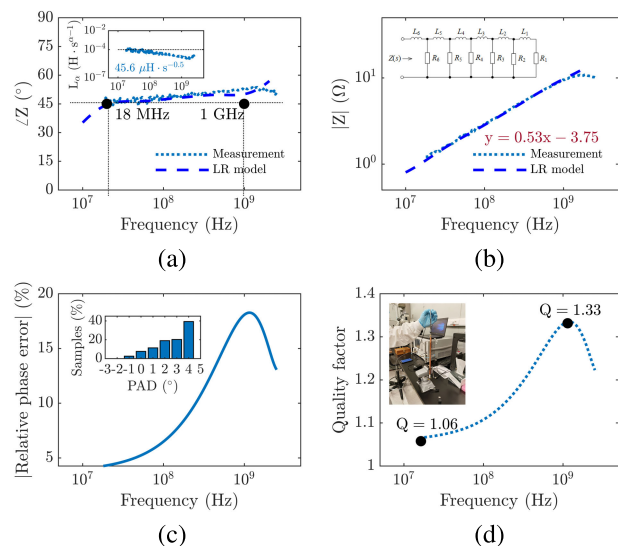 90
75
60
45
30
15
0
∠Z (°)
L_α (H · s^{α−1})
10^{-1}
10^{-4}
10^{-7}
45.6 μH·s^{−0.5}
10^7 10^8 10^9
18 MHz 1 GHz
Measurement
LR model
10^7 10^8 10^9
Frequency (Hz)
(a)
|Z| (Ω)
10^1
10^0
L_6 L_5 L_4 L_3 L_2 L_1
Z(s)
R_6 R_5 R_4 R_3 R_2 R_1
y = 0.53x − 3.75
Measurement
LR model
10^7 10^8 10^9
Frequency (Hz)
(b)
|Relative phase error| (%)
20
15
10
5
Samples (%)
40
20
0
-3 -2 -1 0 1 2 3 4 5
PAD (°)
10^7 10^8 10^9
Frequency (Hz)
(c)
Quality factor
1.4
1.3
1.2
1.1
1
Q = 1.33
Q = 1.06
10^7 10^8 10^9
Frequency (Hz)
(d)